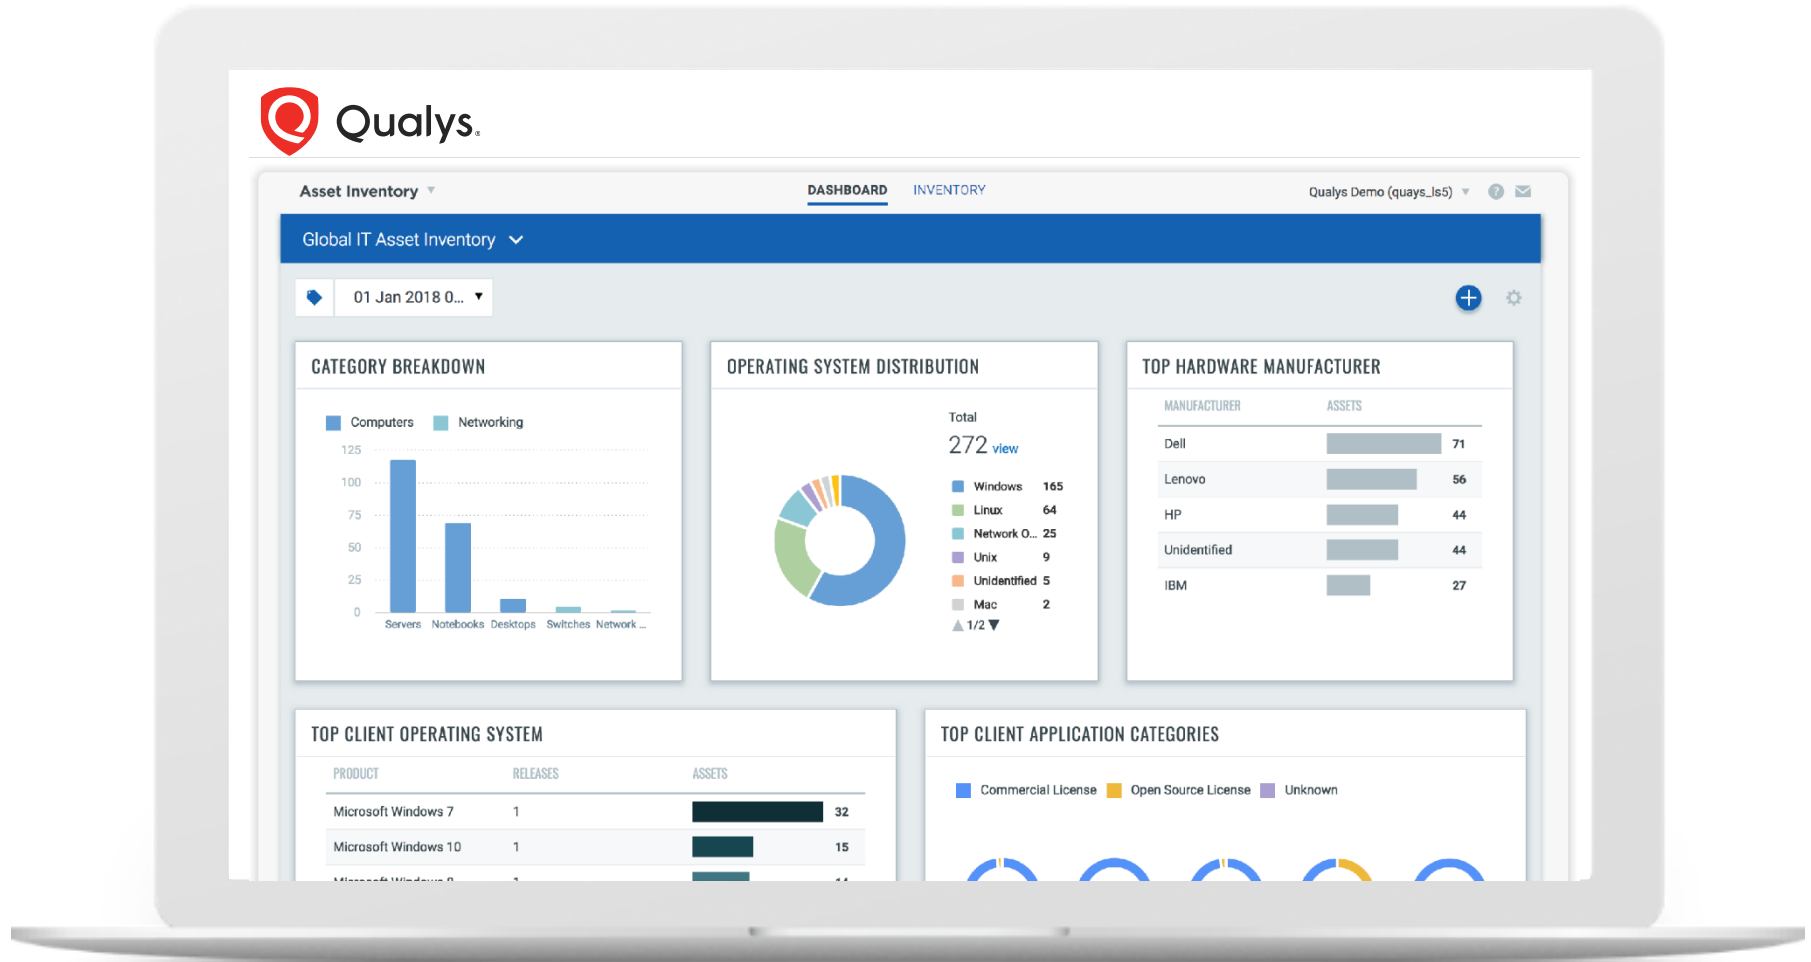 Qualys.
Asset Inventory
DASHBOARD
INVENTORY
Qualys Demo (quays_ls5)
Global IT Asset Inventory
01 Jan 2018 0...
CATEGORY BREAKDOWN
Computers
Networking
125
100
75
50
25
0
Servers
Notebooks
Desktops
Switches
Network ...
OPERATING SYSTEM DISTRIBUTION
Total
272 view
Windows 165
Linux 64
Network O... 25
Unix 9
Unidentified 5
Mac 2
1/2
TOP HARDWARE MANUFACTURER
MANUFACTURER ASSETS
Dell 71
Lenovo 56
HP 44
Unidentified 44
IBM 27
TOP CLIENT OPERATING SYSTEM
PRODUCT RELEASES ASSETS
Microsoft Windows 7 1 32
Microsoft Windows 10 1 15
TOP CLIENT APPLICATION CATEGORIES
Commercial License
Open Source License
Unknown